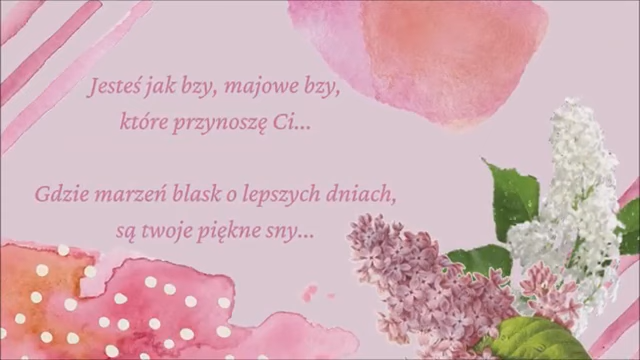 Jesteś jak bzy, majowe bzy,
które przynoszę Ci...
Gdzie marzeń blask o lepszych dniach,
są twoje piękne sny...